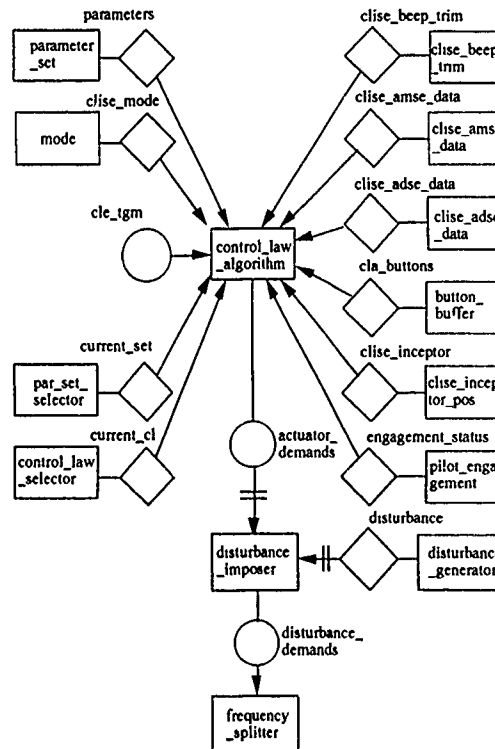 parameters
parameter
_set
clise_mode
mode
cle_tgm
control_law
_algorithm
clise_beep_trim
clise_beep
_trim
clise_amse_data
clise_ams
_data
clise_adse_data
clise_adse
_data
cla_buttons
button_
buffer
current_set
par_set_
selector
current_cl
control_law
_selector
clise_inceptor
clise_incep
tor_pos
actuator_
demands
engagement_status
pilot_enga
gement
disturbance
disturbance
_imposer
disturbanc
_generator
disturbance_
demands
frequency
_splitter